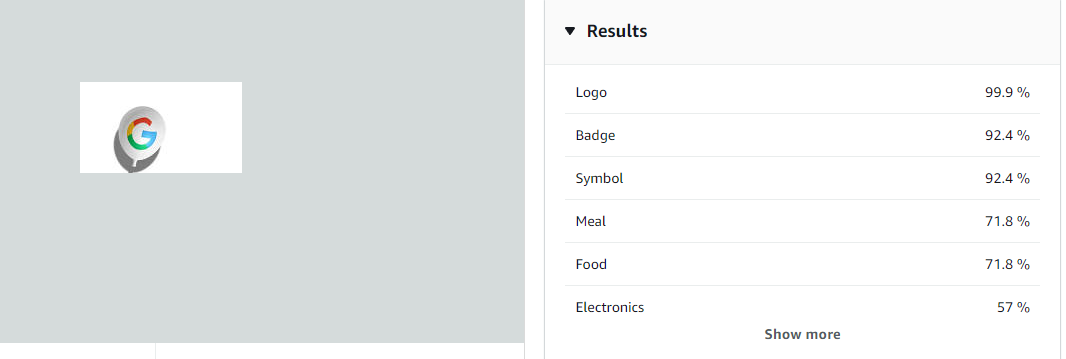 G
Results
Logo 99.9 %
Badge 92.4 %
Symbol 92.4 %
Meal 71.8 %
Food 71.8 %
Electronics 57 %
Show more